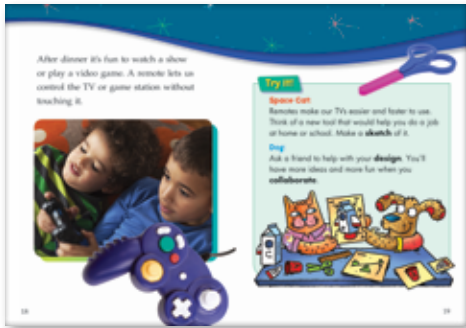 After dinner it's fun to watch a show
or play a video game. A remote lets us
control the TV or game station without
touching it.
18
Try it!
Space Cat:
Remotes make our TVs easier and faster to use.
Think of a new tool that would help you do a job
at home or school. Make a sketch of it.
Dog:
Ask a friend to help with your design. You'll
have more ideas and more fun when you
collaborate.
19